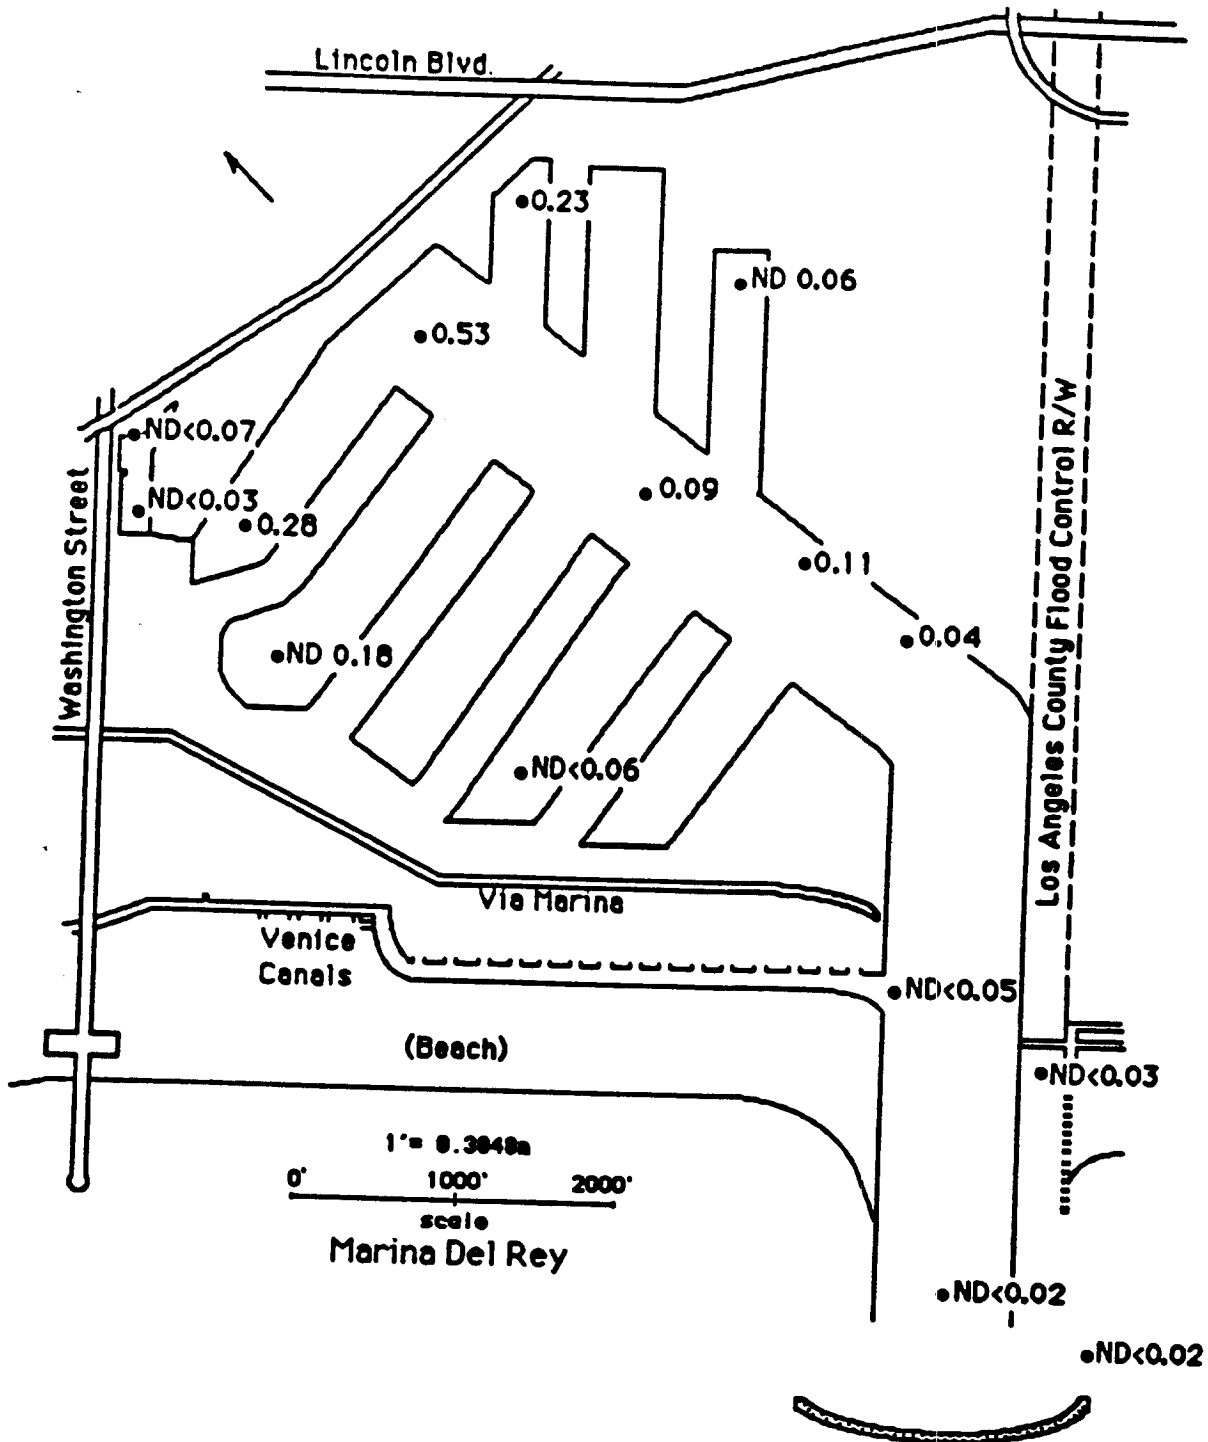 Lincoln Blvd.
0.23
ND 0.06
0.53
ND<0.07
ND<0.03
0.28
0.09
0.11
0.04
ND 0.18
ND<0.06
Washington Street
Los Angeles County Flood Control R/W
Via Marina
Venice
Canals
ND<0.05
(Beach)
ND<0.03
1'= 0.3048m
0' 1000' 2000'
scale
Marina Del Rey
ND<0.02
ND<0.02